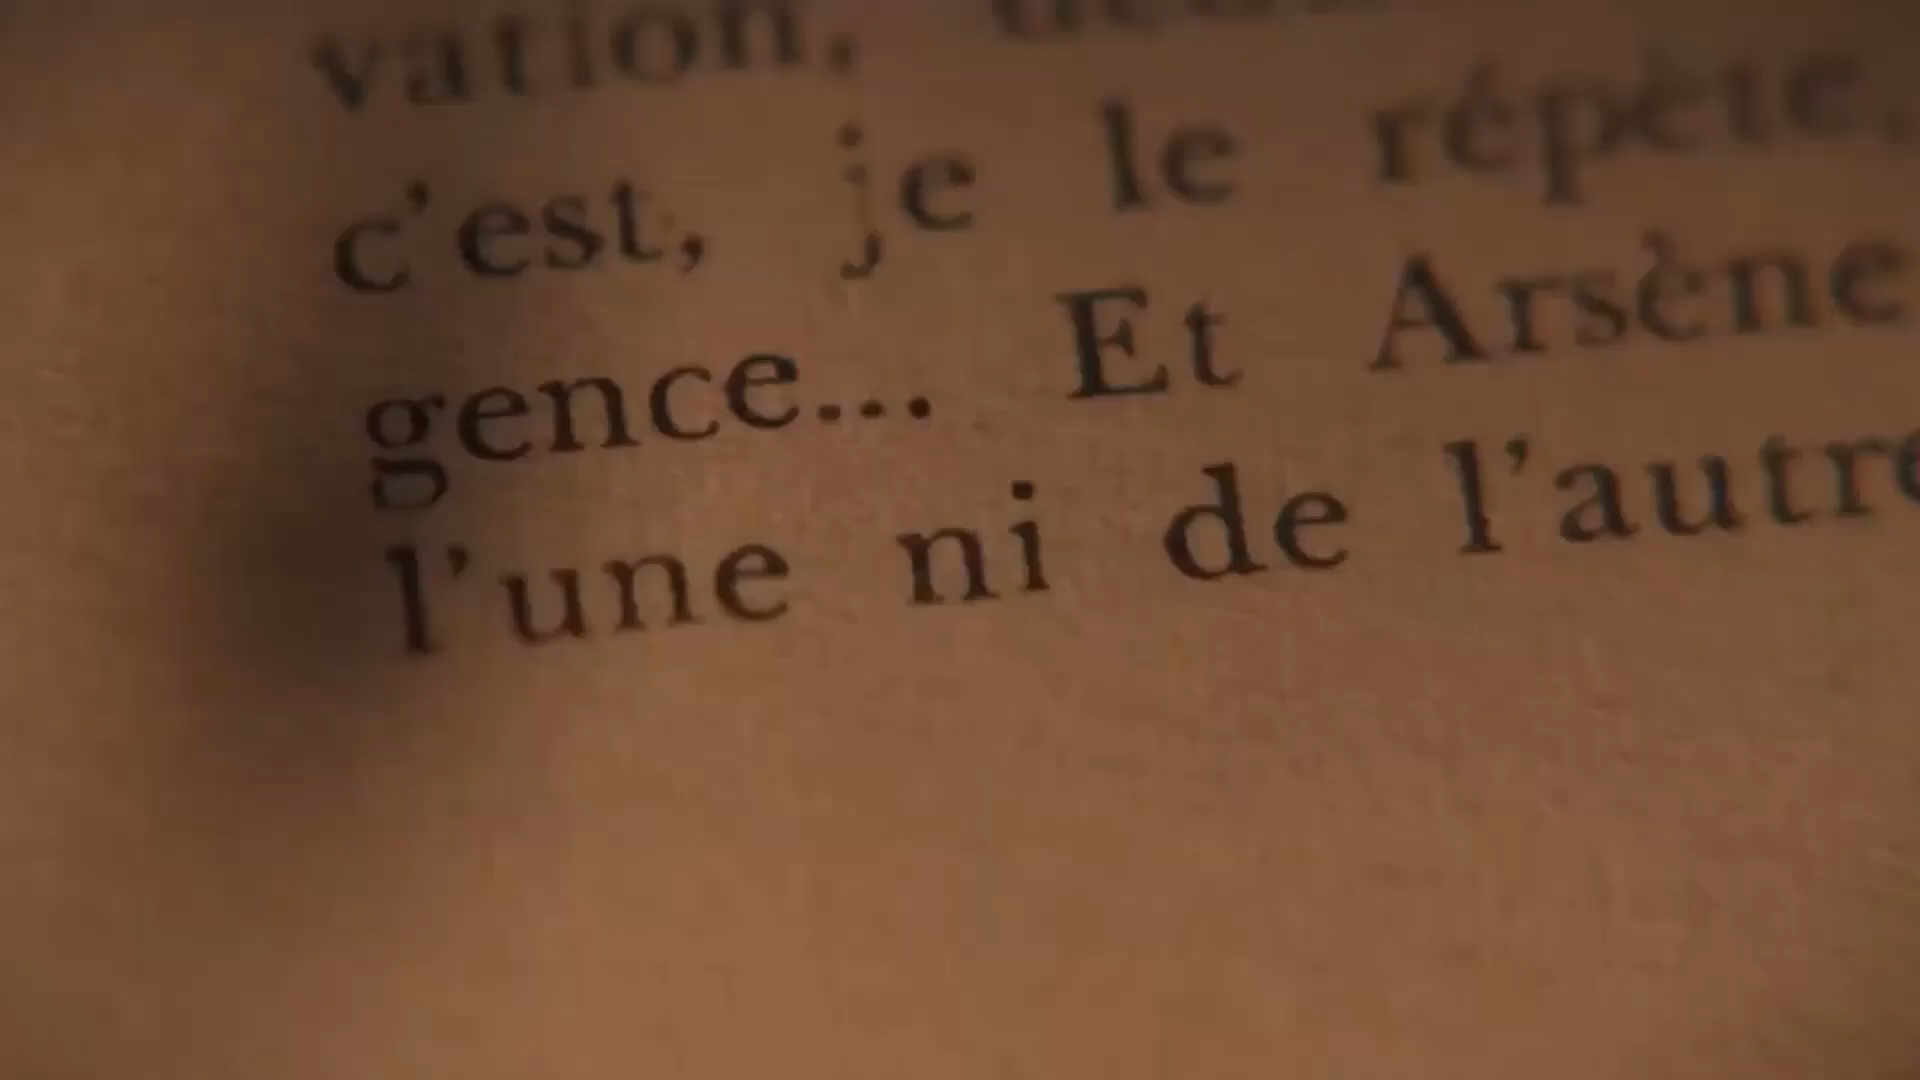 vation,
c'est, je le répète,
gence... Et Arsène
l'une ni de l'autre